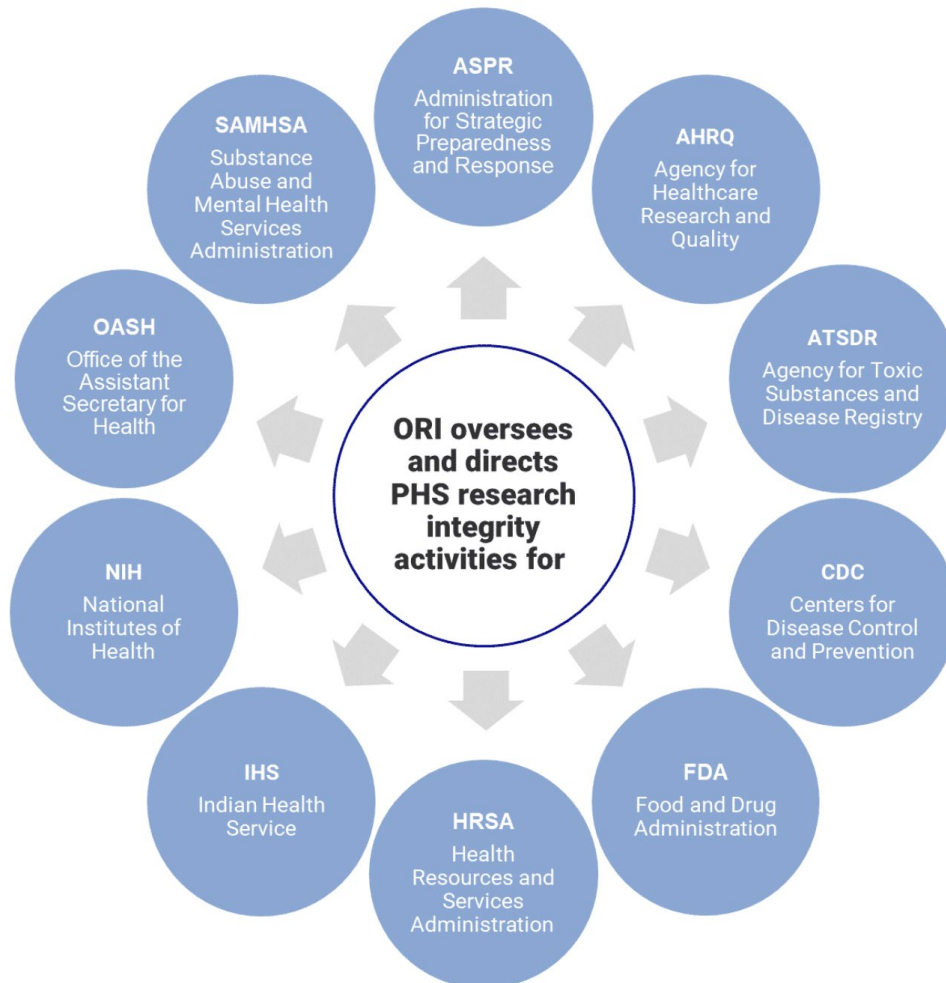 ORI oversees
and directs
PHS research
integrity
activities for
ASPR
Administration
for Strategic
Preparedness
and Response
AHRQ
Agency for
Healthcare
Research and
Quality
ATSDR
Agency for Toxic
Substances and
Disease Registry
CDC
Centers for
Disease Control
and Prevention
FDA
Food and Drug
Administration
HRSA
Health
Resources and
Services
Administration
IHS
Indian Health
Service
NIH
National
Institutes of
Health
OASH
Office of the
Assistant
Secretary for
Health
SAMHSA
Substance
Abuse and
Mental Health
Services
Administration